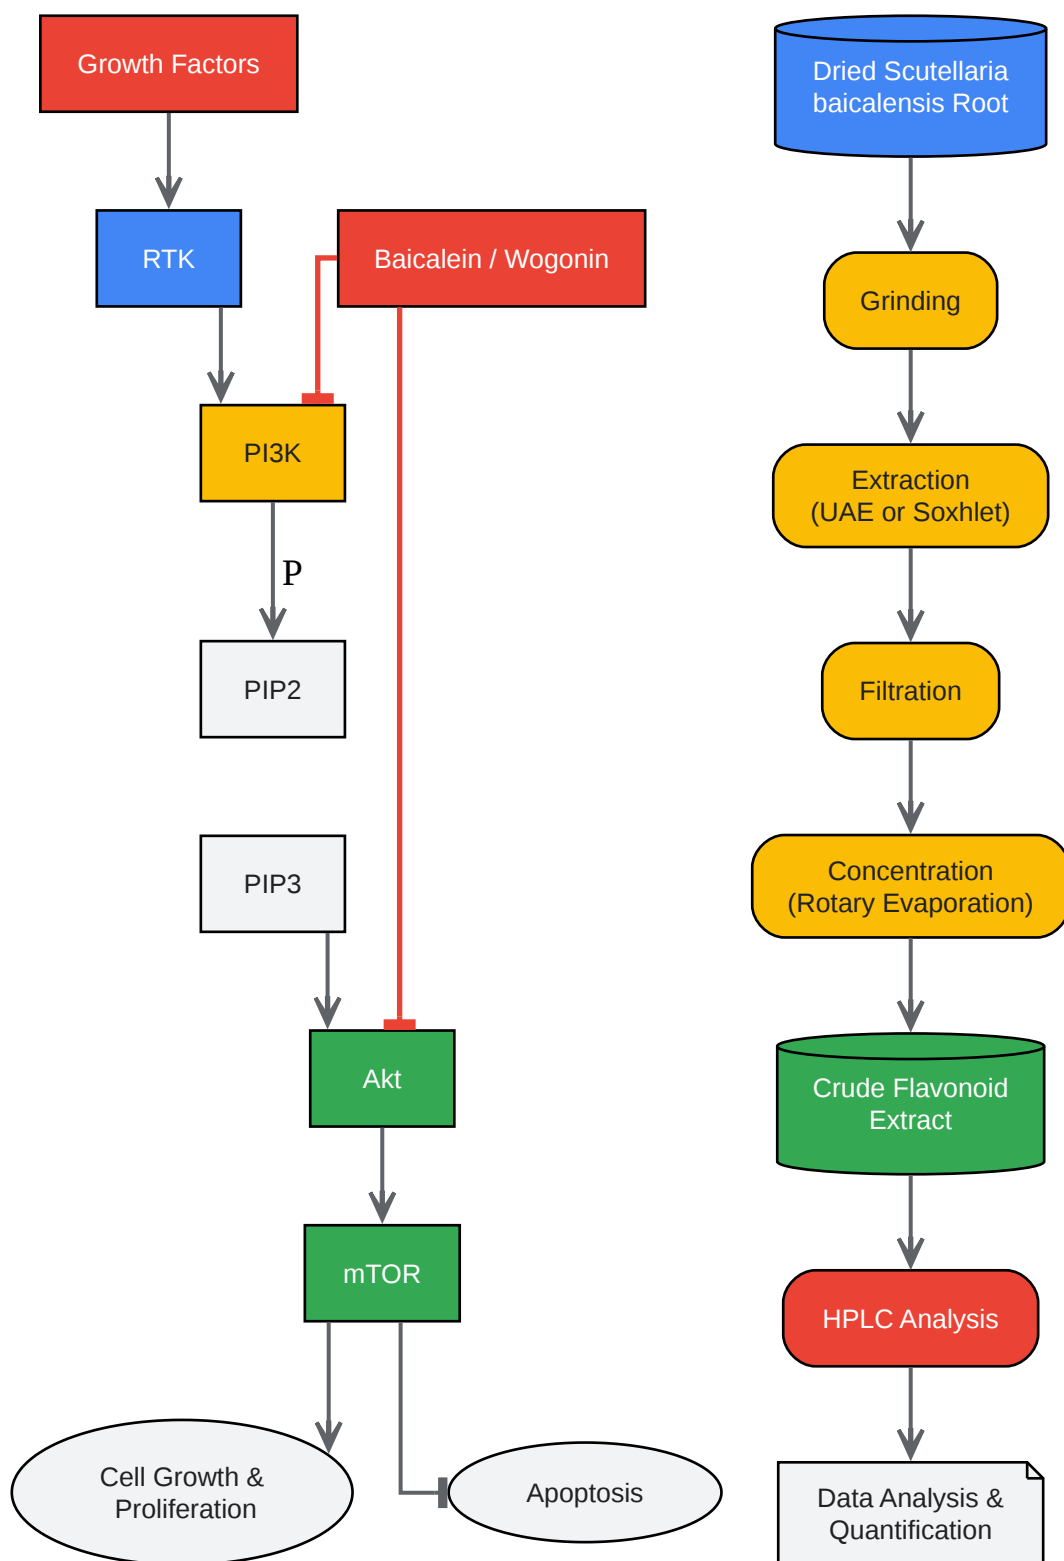 Growth Factors
RTK
Baicalein / Wogonin
PI3K
P
PIP2
PIP3
Akt
mTOR
Cell Growth &
Proliferation
Apoptosis
Dried Scutellaria
baicalensis Root
Grinding
Extraction
(UAE or Soxhlet)
Filtration
Concentration
(Rotary Evaporation)
Crude Flavonoid
Extract
HPLC Analysis
Data Analysis &
Quantification